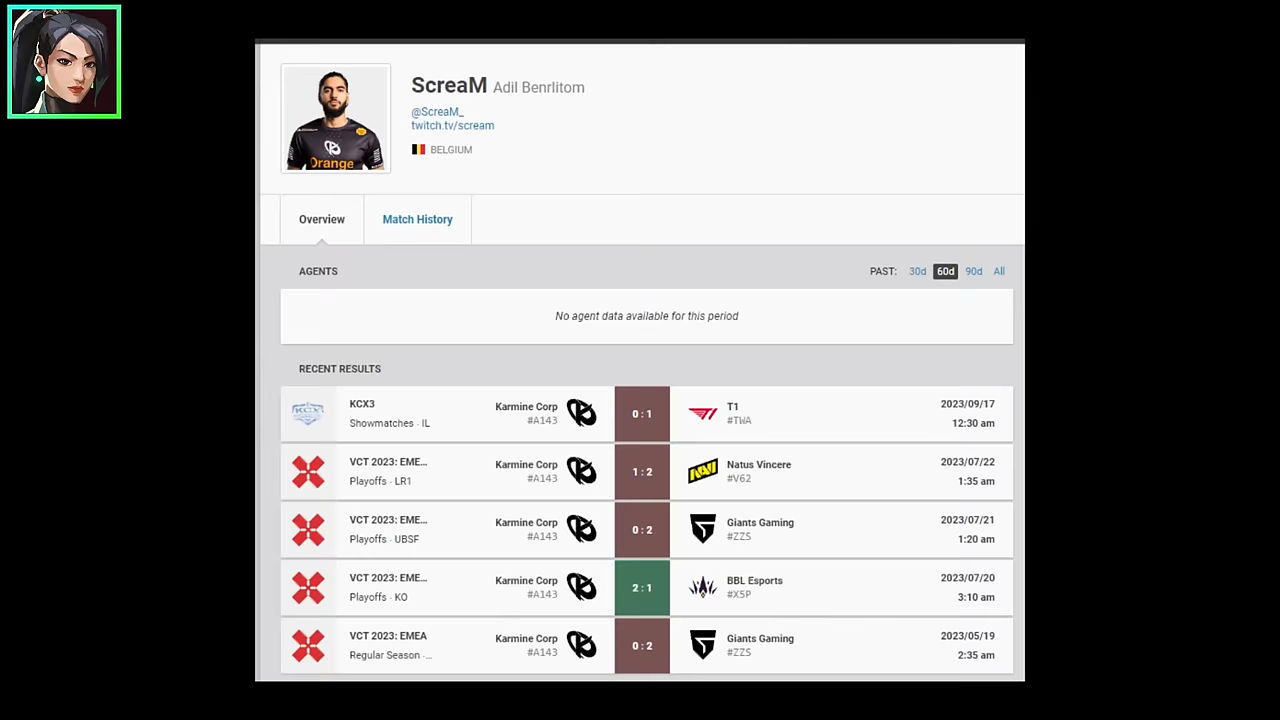 ScreaM Adil Benrlitom
@ScreaM_
twitch.tv/scream
BELGIUM
Orange
Overview Match History
AGENTS PAST: 30d 60d 90d All
No agent data available for this period
RECENT RESULTS
KCX
KCX3 Karmine Corp 0 : 1 T1 2023/09/17
Showmatches · IL #A143 #TWA 12:30 am
VCT 2023: EME... Karmine Corp 1 : 2 NAVI Natus Vincere 2023/07/22
Playoffs · LR1 #A143 #V62 1:35 am
VCT 2023: EME... Karmine Corp 0 : 2 Giants Gaming 2023/07/21
Playoffs · UBSF #A143 #ZZS 1:20 am
VCT 2023: EME... Karmine Corp 2 : 1 BBL Esports 2023/07/20
Playoffs · KO #A143 #X5P 3:10 am
VCT 2023: EMEA Karmine Corp 0 : 2 Giants Gaming 2023/05/19
Regular Season ·... #A143 #ZZS 2:35 am